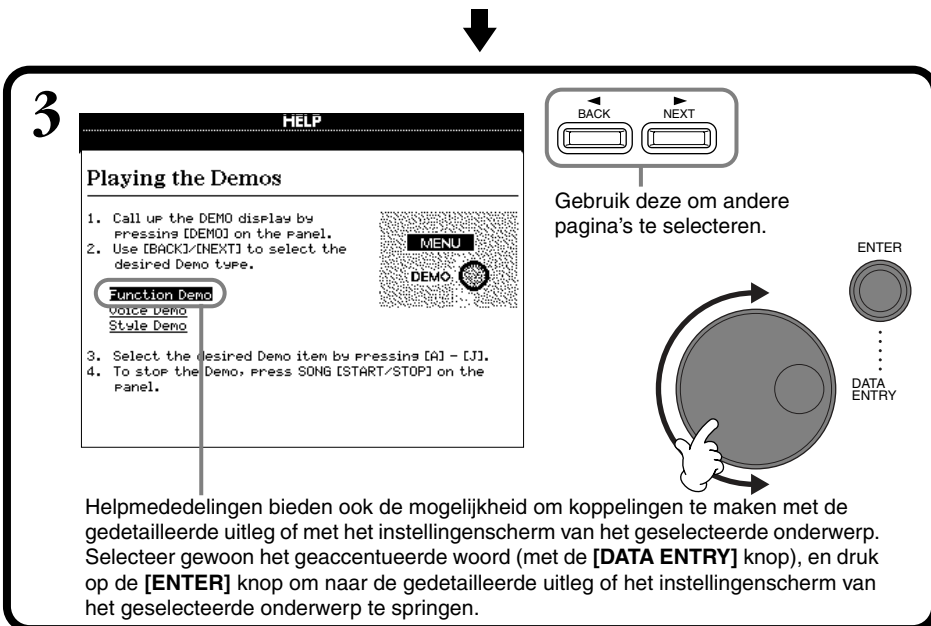 3
HELP
Playing the Demos
1. Call up the DEMO display by
pressing [DEMO] on the panel.
2. Use [BACK]/[NEXT] to select the
desired Demo type.
Function Demo
Voice Demo
Style Demo
3. Select the desired Demo item by pressing [A] - [J].
4. To stop the Demo, press SONG [START/STOP] on the
panel.
MENU
DEMO
BACK
NEXT
Gebruik deze om andere
pagina's te selecteren.
ENTER
DATA
ENTRY
Helpmededelingen bieden ook de mogelijkheid om koppelingen te maken met de
gedetailleerde uitleg of met het instellingenscherm van het geselecteerde onderwerp.
Selecteer gewoon het geaccentueerde woord (met de [DATA ENTRY] knop), en druk
op de [ENTER] knop om naar de gedetailleerde uitleg of het instellingenscherm van
het geselecteerde onderwerp te springen.